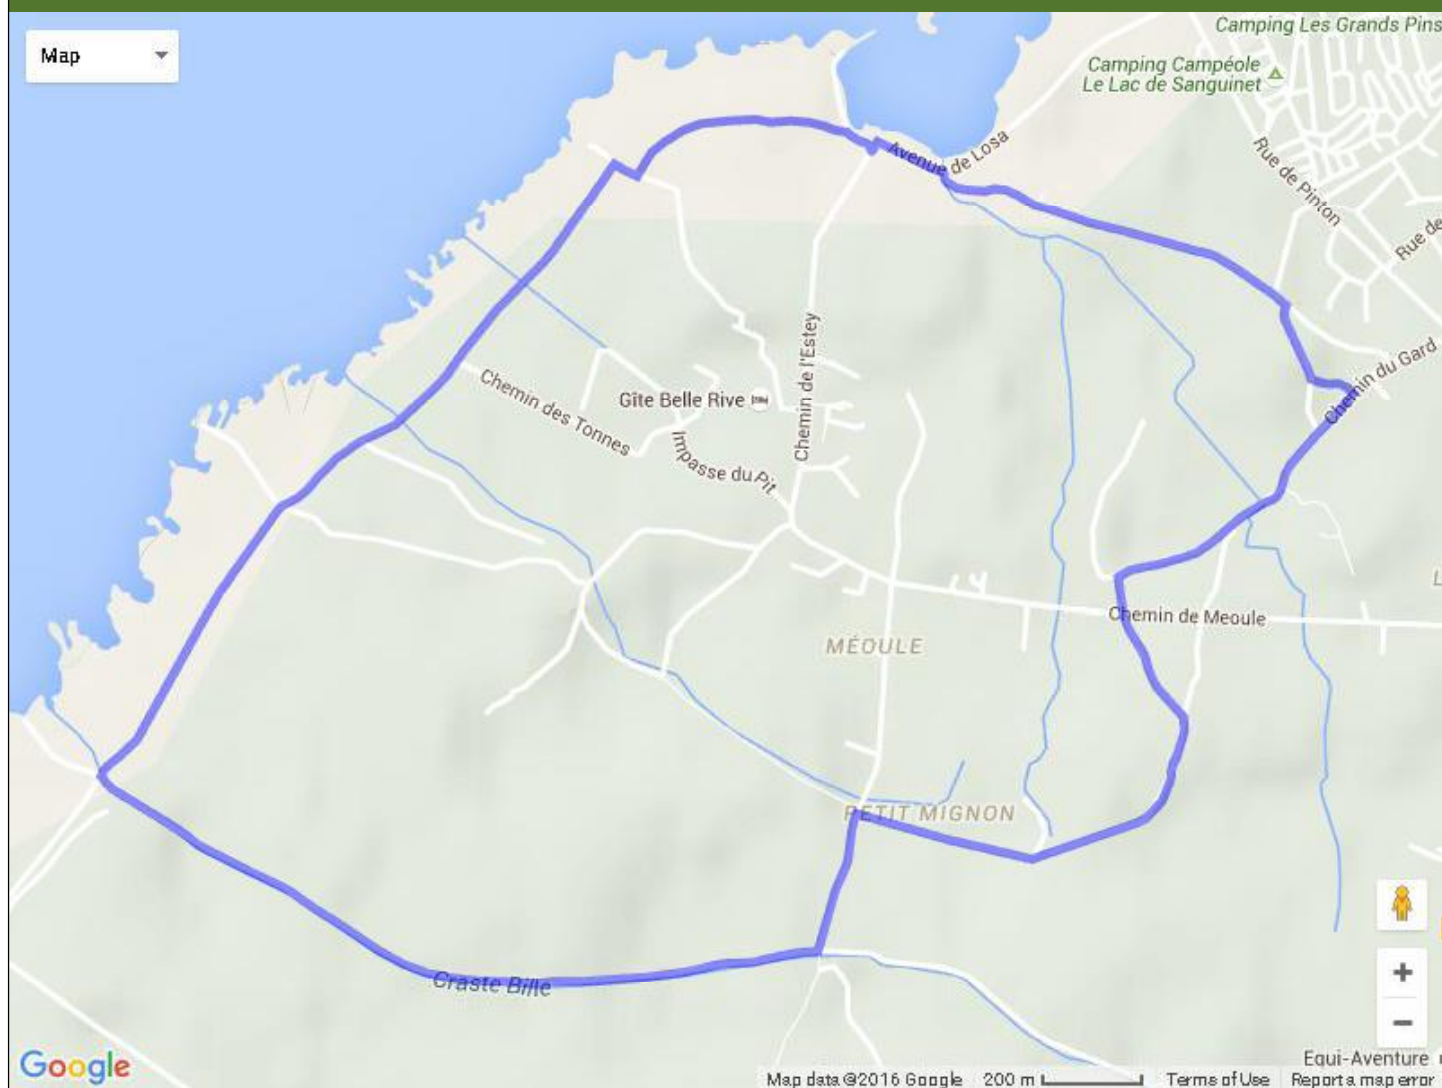 Camping Les Grands Pins
Map
Camping Campéole
Le Lac de Sanguinet
Avenue de Losa
Rue de Pinton
Rue de
Chemin du Gard
Chemin de l'Estey
Chemin des Tonnes
Gîte Belle Rive
Impasse du Pit
Chemin de Meoule
MÉOULE
PETIT MIGNON
Craste Bille
+
−
Google
Equi-Aventure
Map data ©2016 Google 200 m Terms of Use Report a map error